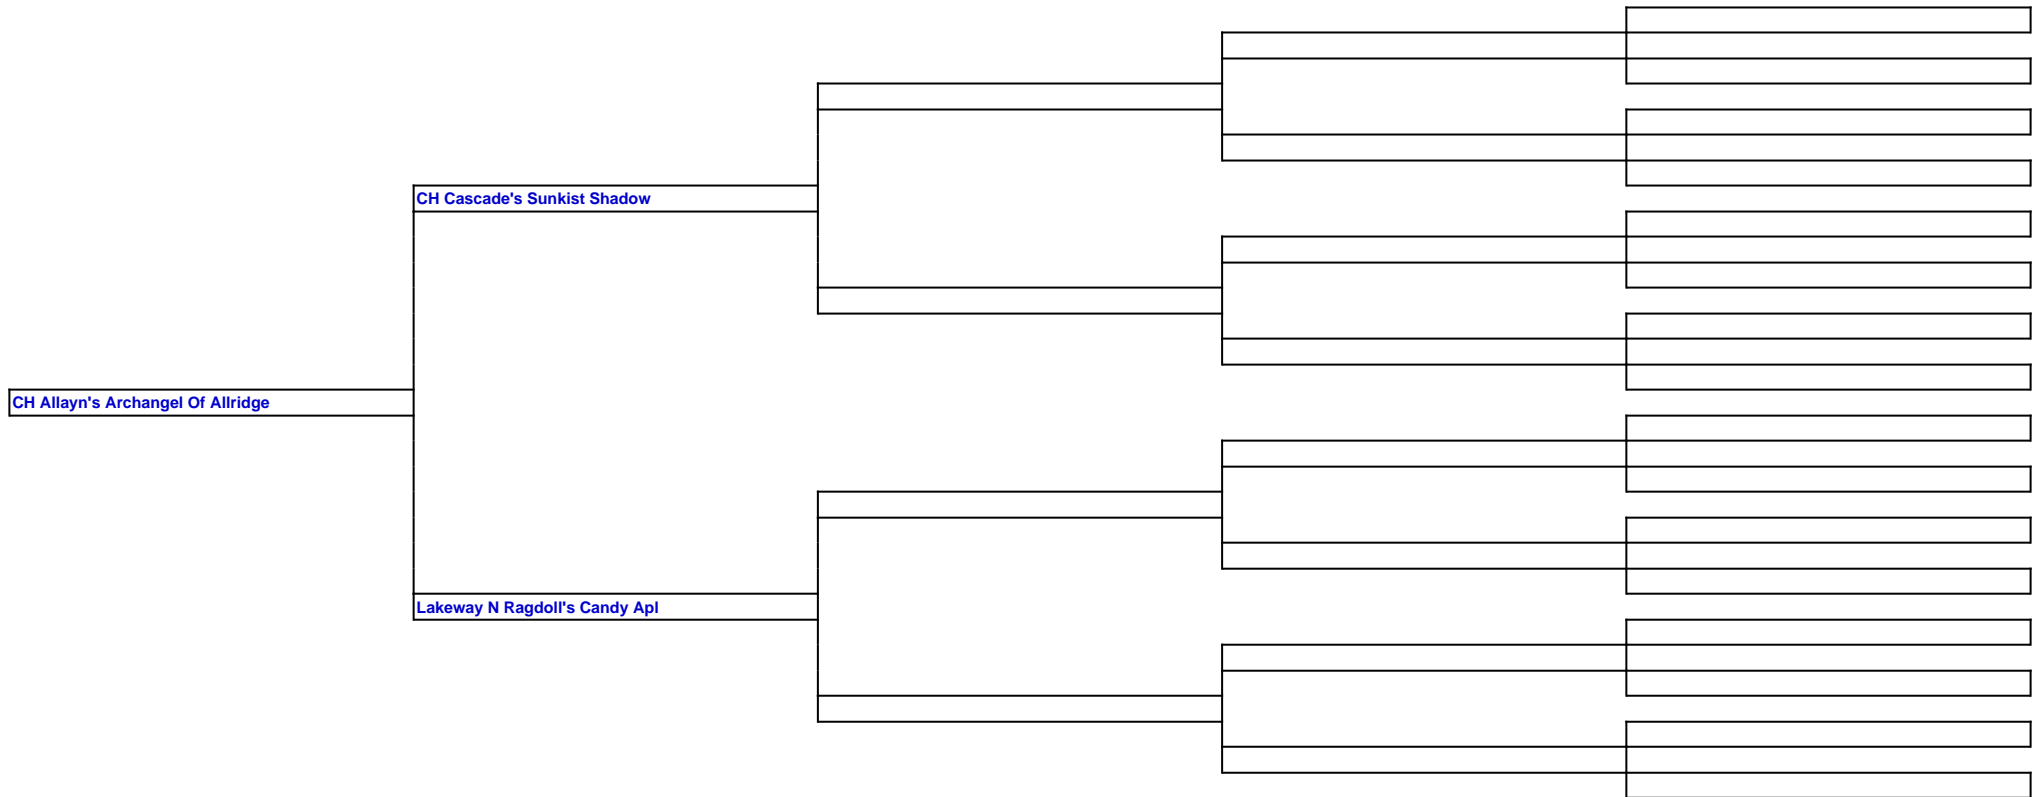 CH Cascade's Sunkist Shadow
CH Allayn's Archangel Of Allridge
Lakeway N Ragdoll's Candy Apl